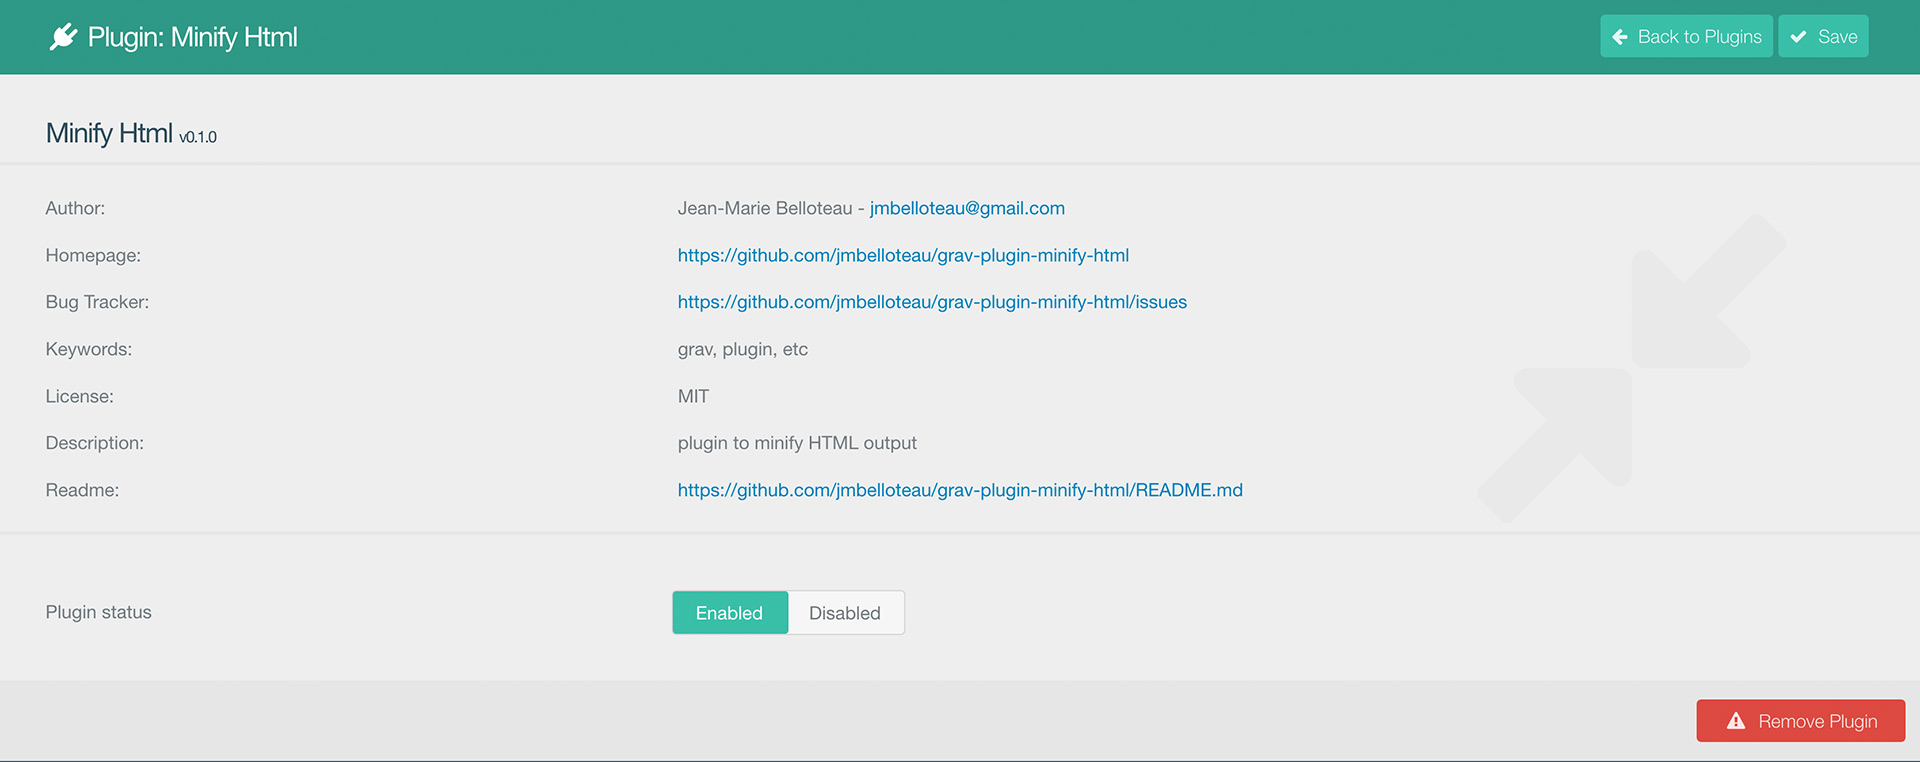 Plugin: Minify Html
Back to Plugins
Save
Minify Html v0.1.0
Author: Jean-Marie Belloteau - jmbelloteau@gmail.com
Homepage: https://github.com/jmbelloteau/grav-plugin-minify-html
Bug Tracker: https://github.com/jmbelloteau/grav-plugin-minify-html/issues
Keywords: grav, plugin, etc
License: MIT
Description: plugin to minify HTML output
Readme: https://github.com/jmbelloteau/grav-plugin-minify-html/README.md
Plugin status Enabled Disabled
Remove Plugin